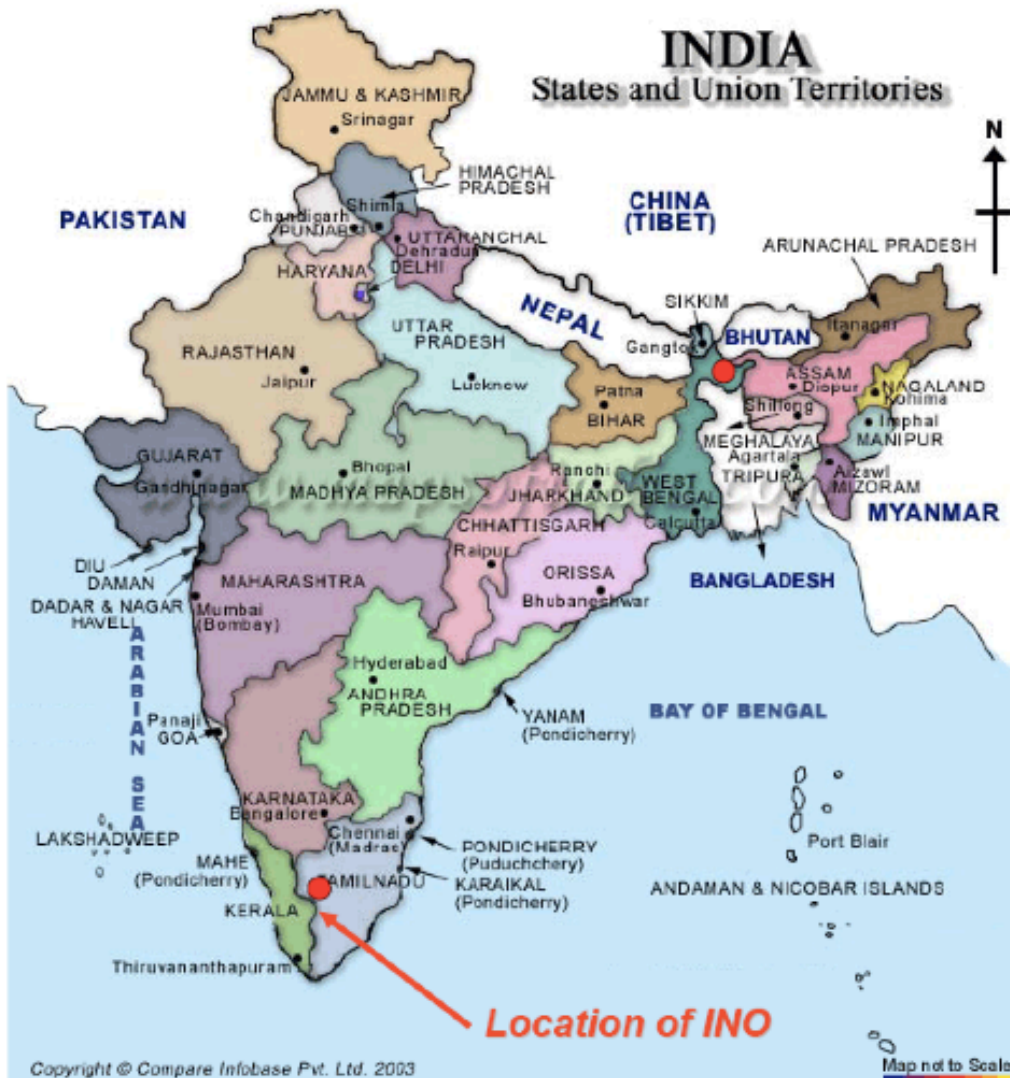 INDIA
States and Union Territories
N
JAMMU & KASHMIR
Srinagar
HIMACHAL
PRADESH
PAKISTAN
Chandigarh
Shimla
PUNJAB
CHINA
(TIBET)
UTTARANCHAL
Dehradun
DELHI
HARYANA
ARUNACHAL PRADESH
SIKKIM
NEPAL
BHUTAN
Itanagar
Gangtok
UTTAR
PRADESH
RAJASTHAN
Jaipur
Lucknow
ASSAM
Dispur
NAGALAND
Kohima
Patna
BIHAR
Shillong
Imphal
MANIPUR
MEGHALAYA
Agartala
TRIPURA
Aizawl
MIZORAM
GUJARAT
Gandhinagar
Bhopal
MADHYA PRADESH
Ranchi
JHARKHAND
WEST
BENGAL
Calcutta
MYANMAR
CHHATTISGARH
Raipur
DIU
DAMAN
DADAR & NAGAR
HAVELI
MAHARASHTRA
Mumbai
(Bombay)
ORISSA
Bhubaneshwar
BANGLADESH
ARABIAN SEA
Hyderabad
ANDHRA
PRADESH
YANAM
(Pondicherry)
BAY OF BENGAL
Panaji
GOA
KARNATAKA
Bangalore
LAKSHADWEEP
Chennai
(Madras)
PONDICHERRY
(Puduchchery)
Port Blair
MAHE
(Pondicherry)
TAMILNADU
KARAIKAL
(Pondicherry)
ANDAMAN & NICOBAR ISLANDS
KERALA
Thiruvananthapuram
Location of INO
Copyright © Compare Infobase Pvt. Ltd. 2003
Map not to Scale